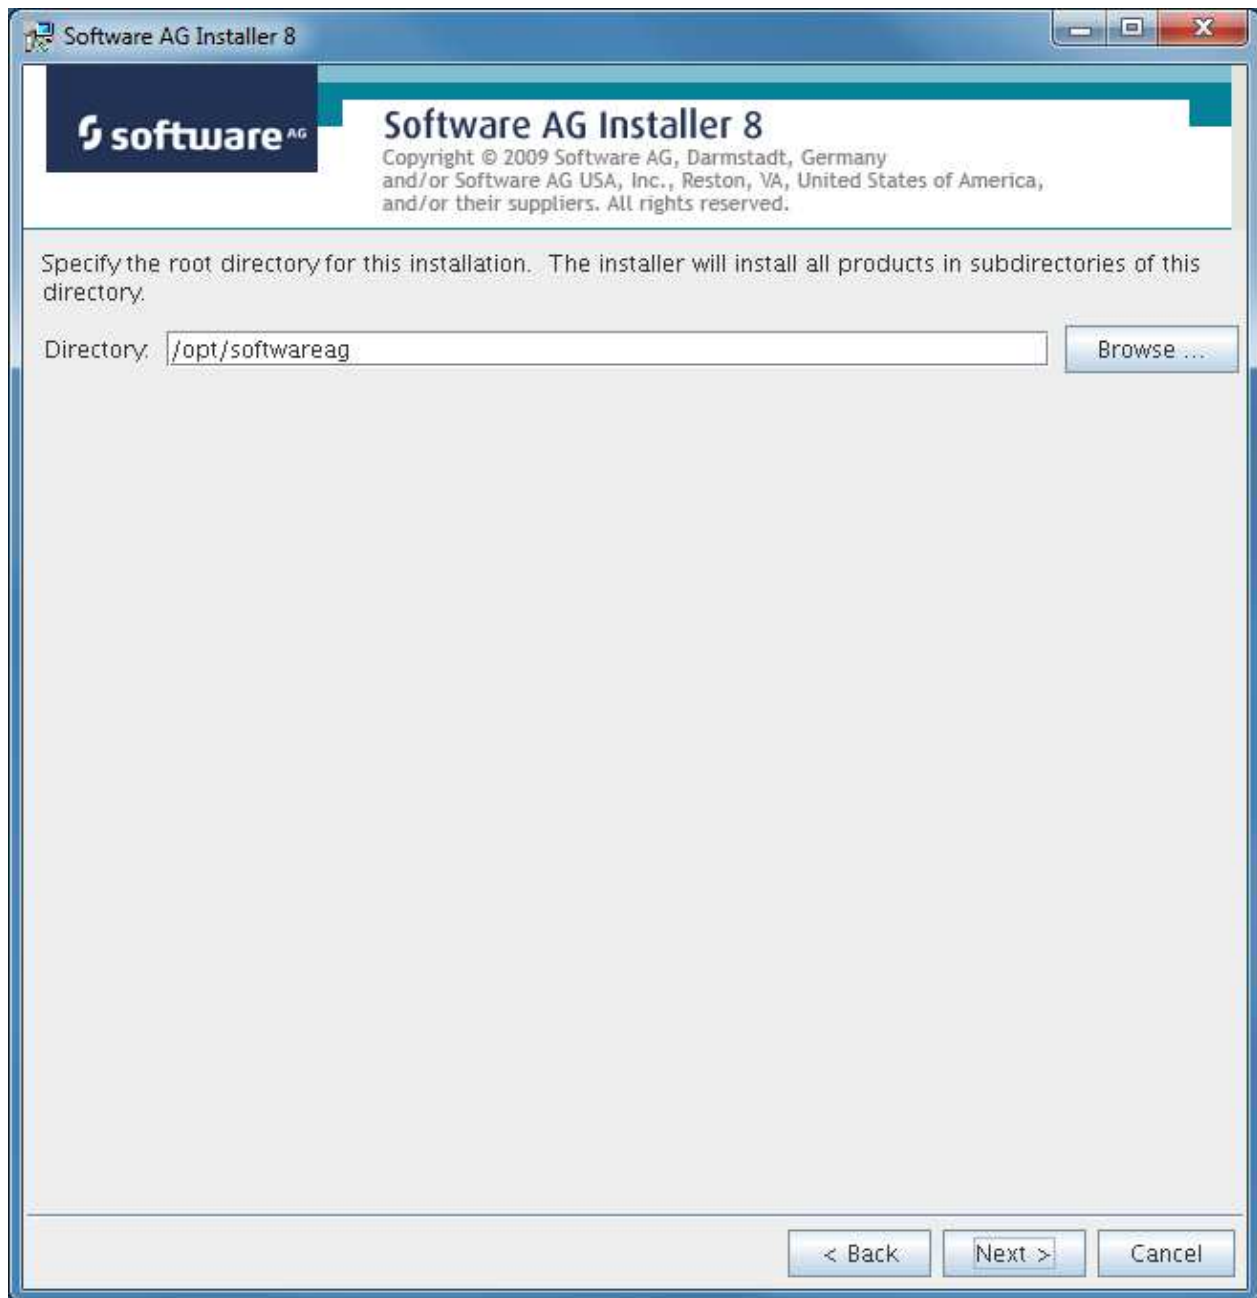 Software AG Installer 8
software AG
Software AG Installer 8
Copyright © 2009 Software AG, Darmstadt, Germany
and/or Software AG USA, Inc., Reston, VA, United States of America,
and/or their suppliers. All rights reserved.
Specify the root directory for this installation.  The installer will install all products in subdirectories of this
directory.
Directory: /opt/softwareag Browse ...
< Back Next > Cancel